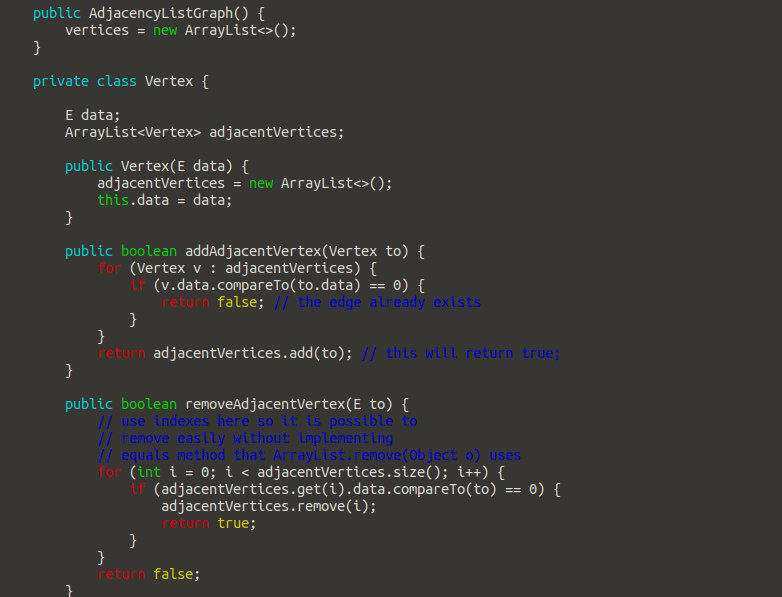 public AdjacencyListGraph() {
    vertices = new ArrayList<>();
}

private class Vertex {

    E data;
    ArrayList<Vertex> adjacentVertices;

    public Vertex(E data) {
        adjacentVertices = new ArrayList<>();
        this.data = data;
    }

    public boolean addAdjacentVertex(Vertex to) {
        for (Vertex v : adjacentVertices) {
            if (v.data.compareTo(to.data) == 0) {
                return false; // the edge already exists
            }
        }
        return adjacentVertices.add(to); // this will return true;
    }

    public boolean removeAdjacentVertex(E to) {
        // use indexes here so it is possible to
        // remove easily without implementing
        // equals method that ArrayList.remove(Object o) uses
        for (int i = 0; i < adjacentVertices.size(); i++) {
            if (adjacentVertices.get(i).data.compareTo(to) == 0) {
                adjacentVertices.remove(i);
                return true;
            }
        }
        return false;
    }